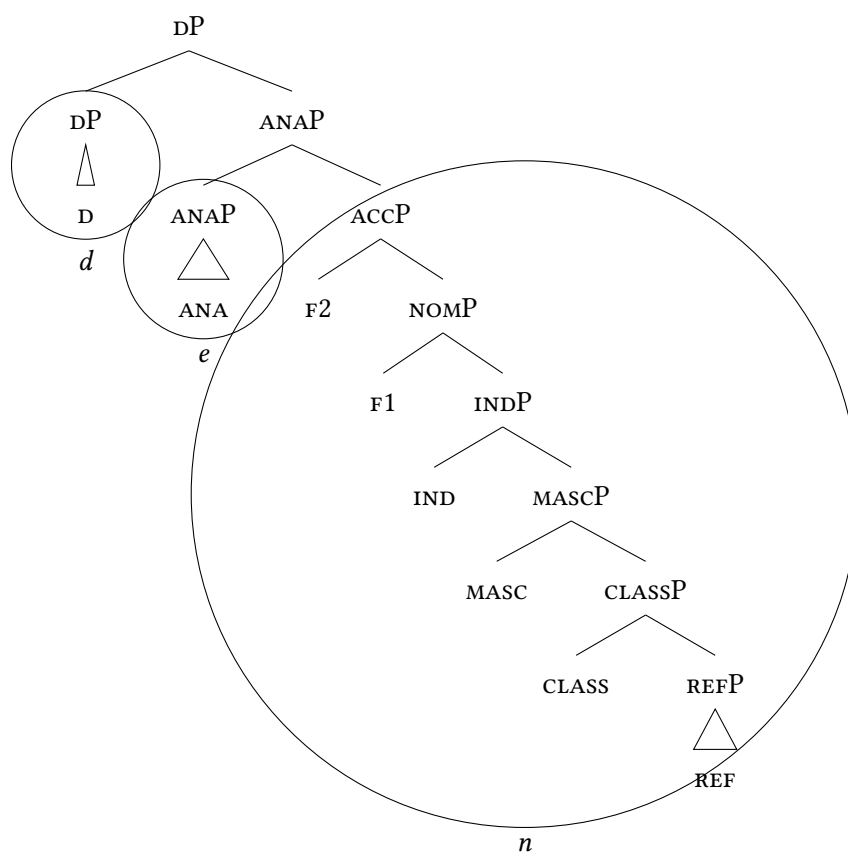 DP
DP ANAP
D ANAP ACCP
d
ANA F2 NOMP
e
F1 INDP
IND MASCP
MASC CLASSP
CLASS REFP
REF
n